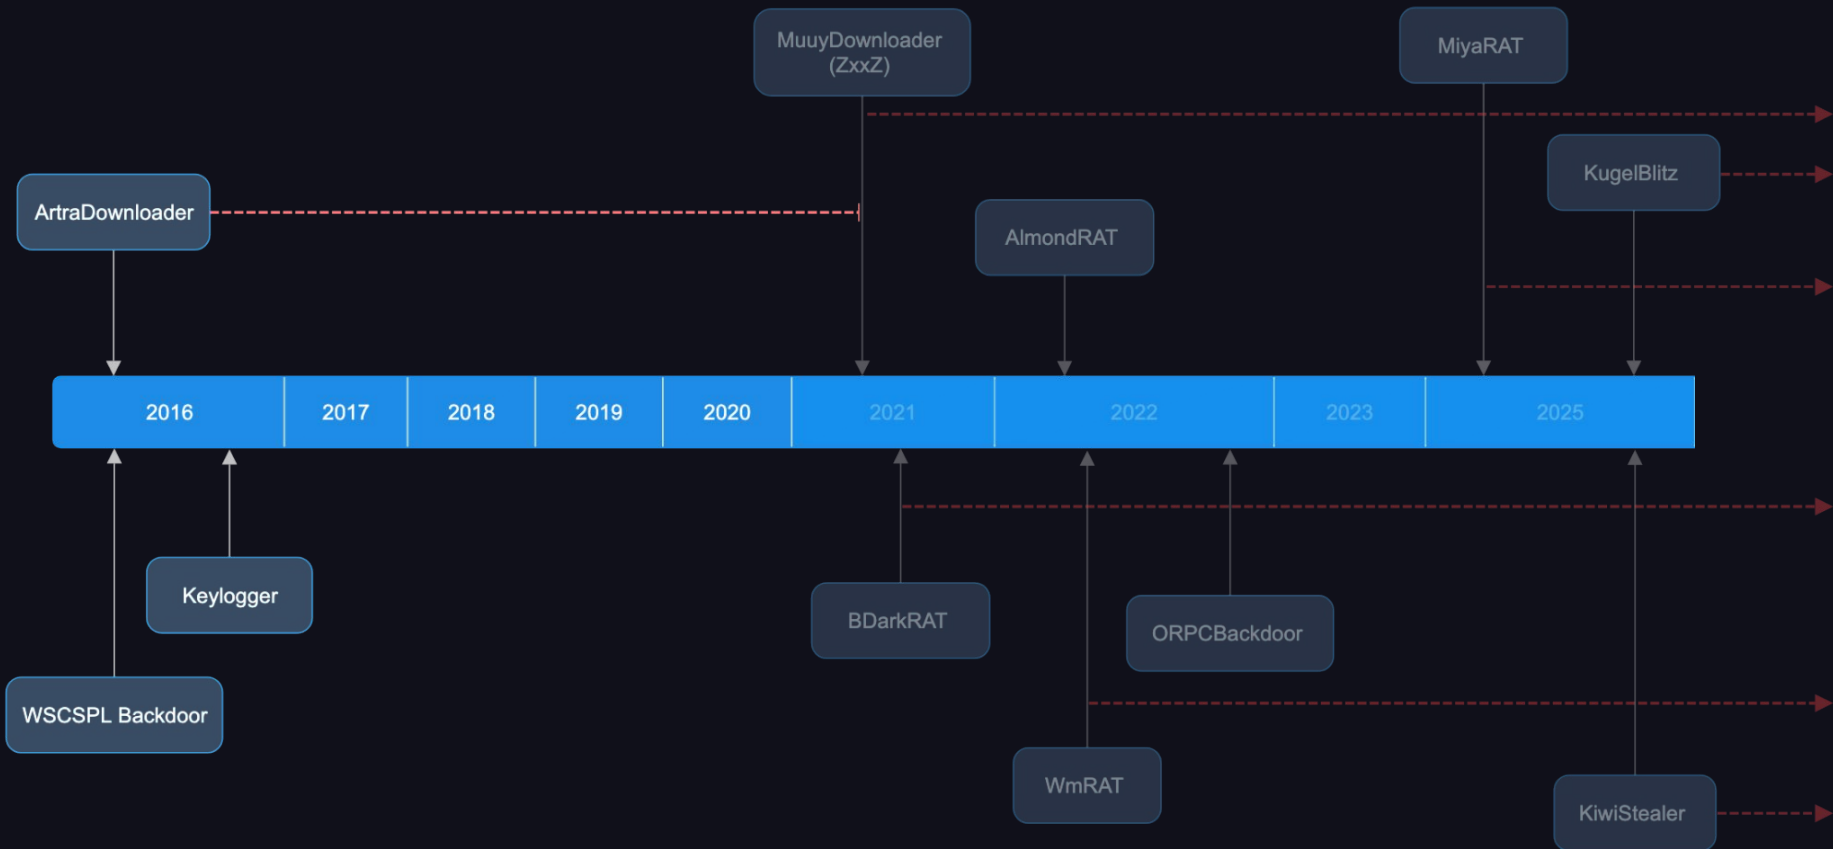 MuuyDownloader
(ZxxZ)
MiyaRAT
KugelBlitz
ArtraDownloader
AlmondRAT
2016 2017 2018 2019 2020 2021 2022 2023 2025
Keylogger
BDarkRAT
ORPCBackdoor
WSCSPL Backdoor
WmRAT
KiwiStealer